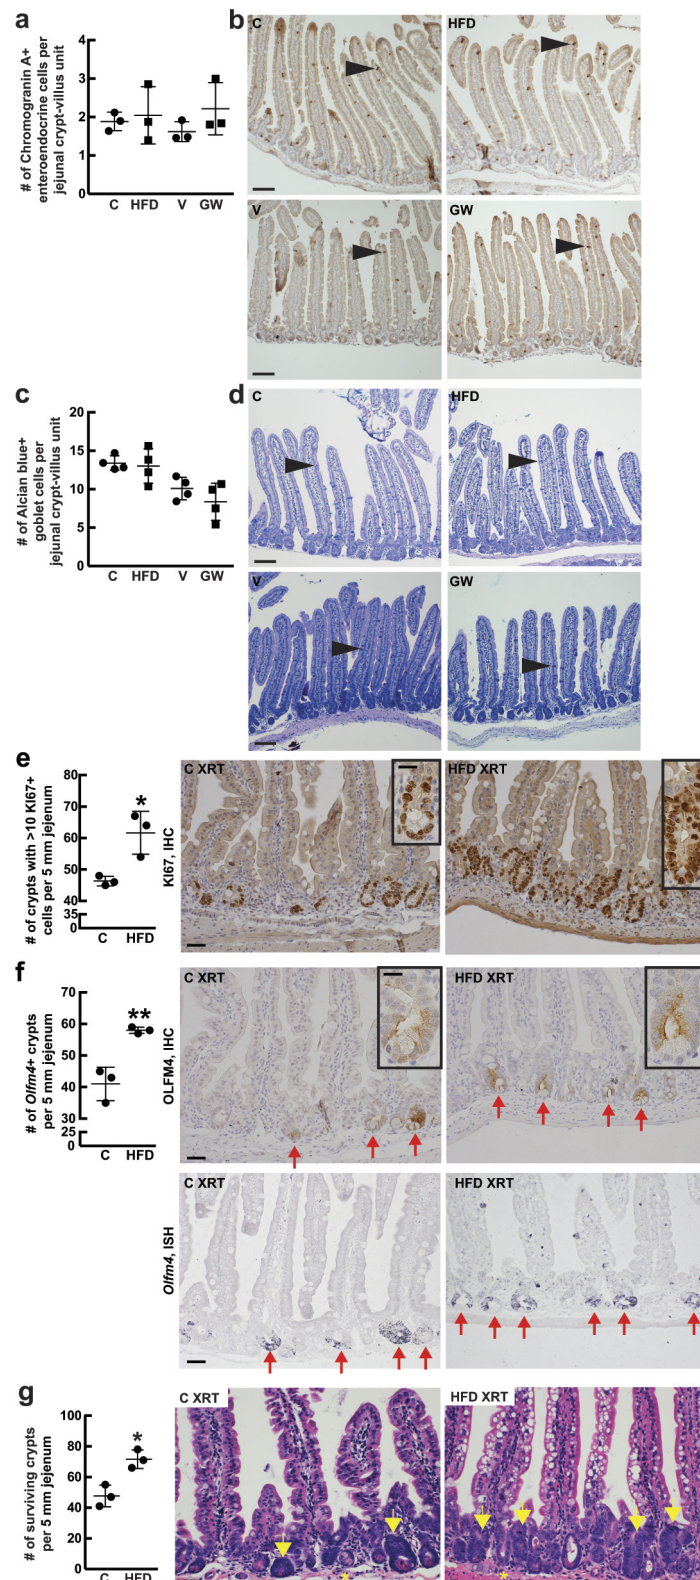 a
# of Chromogranin A+
enteroendocrine cells per
jejunal crypt-villus unit
4
3
2
1
0
C HFD V GW
b
C
HFD
V
GW
c
# of Alcian blue+
goblet cells per
jejunal crypt-villus unit
20
15
10
5
0
C HFD V GW
d
C
HFD
V
GW
e
# of crypts with >10 KI67+
cells per 5 mm jejenum
80
70
60
50
40
35
0
*
C HFD
KI67, IHC
C XRT
HFD XRT
f
# of Olfm4+ crypts
per 5 mm jejenum
70
60
50
40
30
25
0
**
C HFD
OLFM4, IHC
C XRT
HFD XRT
Olfm4, ISH
C XRT
HFD XRT
g
# of surviving crypts
per 5 mm jejenum
100
80
60
40
20
0
*
C HFD
C XRT
*
HFD XRT
*